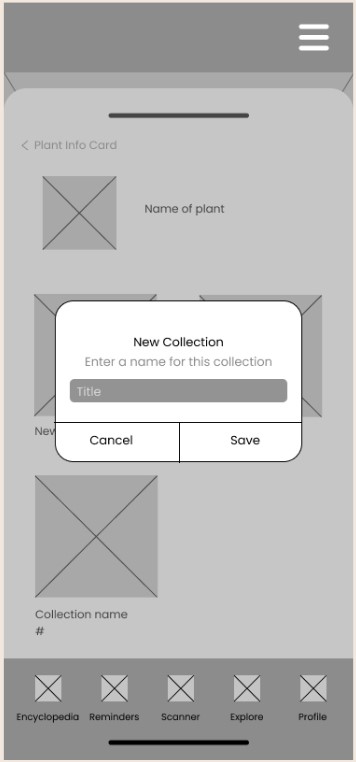 Plant Info Card
Name of plant
New Collection
Enter a name for this collection
Title
Cancel
Save
New
Collection name
#
Encyclopedia
Reminders
Scanner
Explore
Profile